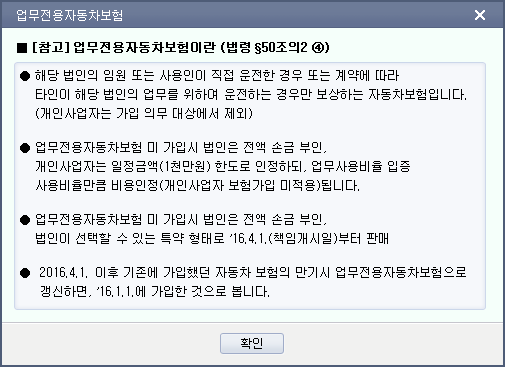 업무전용자동차보험
■ [참고] 업무전용자동차보험이란 (법령 §50조의2 ④)
● 해당 법인의 임원 또는 사용인이 직접 운전한 경우 또는 계약에 따라
타인이 해당 법인의 업무를 위하여 운전하는 경우만 보상하는 자동차보험입니다.
(개인사업자는 가입 의무 대상에서 제외)
● 업무전용자동차보험 미 가입시 법인은 전액 손금 부인,
개인사업자는 일정금액(1천만원) 한도로 인정하되, 업무사용비율 입증
사용비율만큼 비용인정(개인사업자 보험가입 미적용)됩니다.
● 업무전용자동차보험 미 가입시 법인은 전액 손금 부인,
법인이 선택할 수 있는 특약 형태로 '16.4.1.(책임개시일)부터 판매
● 2016.4.1. 이후 기존에 가입했던 자동차 보험의 만기시 업무전용자동차보험으로
갱신하면, '16.1.1.에 가입한 것으로 봅니다.
확인